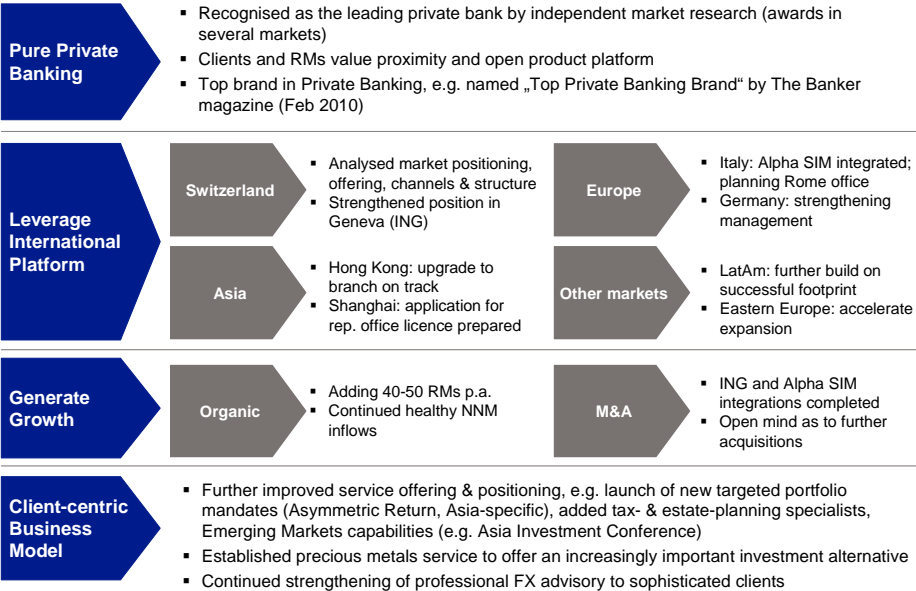 Pure Private
Banking
▪ Recognised as the leading private bank by independent market research (awards in
several markets)
▪ Clients and RMs value proximity and open product platform
▪ Top brand in Private Banking, e.g. named „Top Private Banking Brand“ by The Banker
magazine (Feb 2010)
Leverage
International
Platform
Switzerland
▪ Analysed market positioning,
offering, channels & structure
▪ Strengthened position in
Geneva (ING)
Europe
▪ Italy: Alpha SIM integrated;
planning Rome office
▪ Germany: strengthening
management
Asia
▪ Hong Kong: upgrade to
branch on track
▪ Shanghai: application for
rep. office licence prepared
Other markets
▪ LatAm: further build on
successful footprint
▪ Eastern Europe: accelerate
expansion
Generate
Growth
Organic
▪ Adding 40-50 RMs p.a.
▪ Continued healthy NNM
inflows
M&A
▪ ING and Alpha SIM
integrations completed
▪ Open mind as to further
acquisitions
Client-centric
Business
Model
▪ Further improved service offering & positioning, e.g. launch of new targeted portfolio
mandates (Asymmetric Return, Asia-specific), added tax- & estate-planning specialists,
Emerging Markets capabilities (e.g. Asia Investment Conference)
▪ Established precious metals service to offer an increasingly important investment alternative
▪ Continued strengthening of professional FX advisory to sophisticated clients